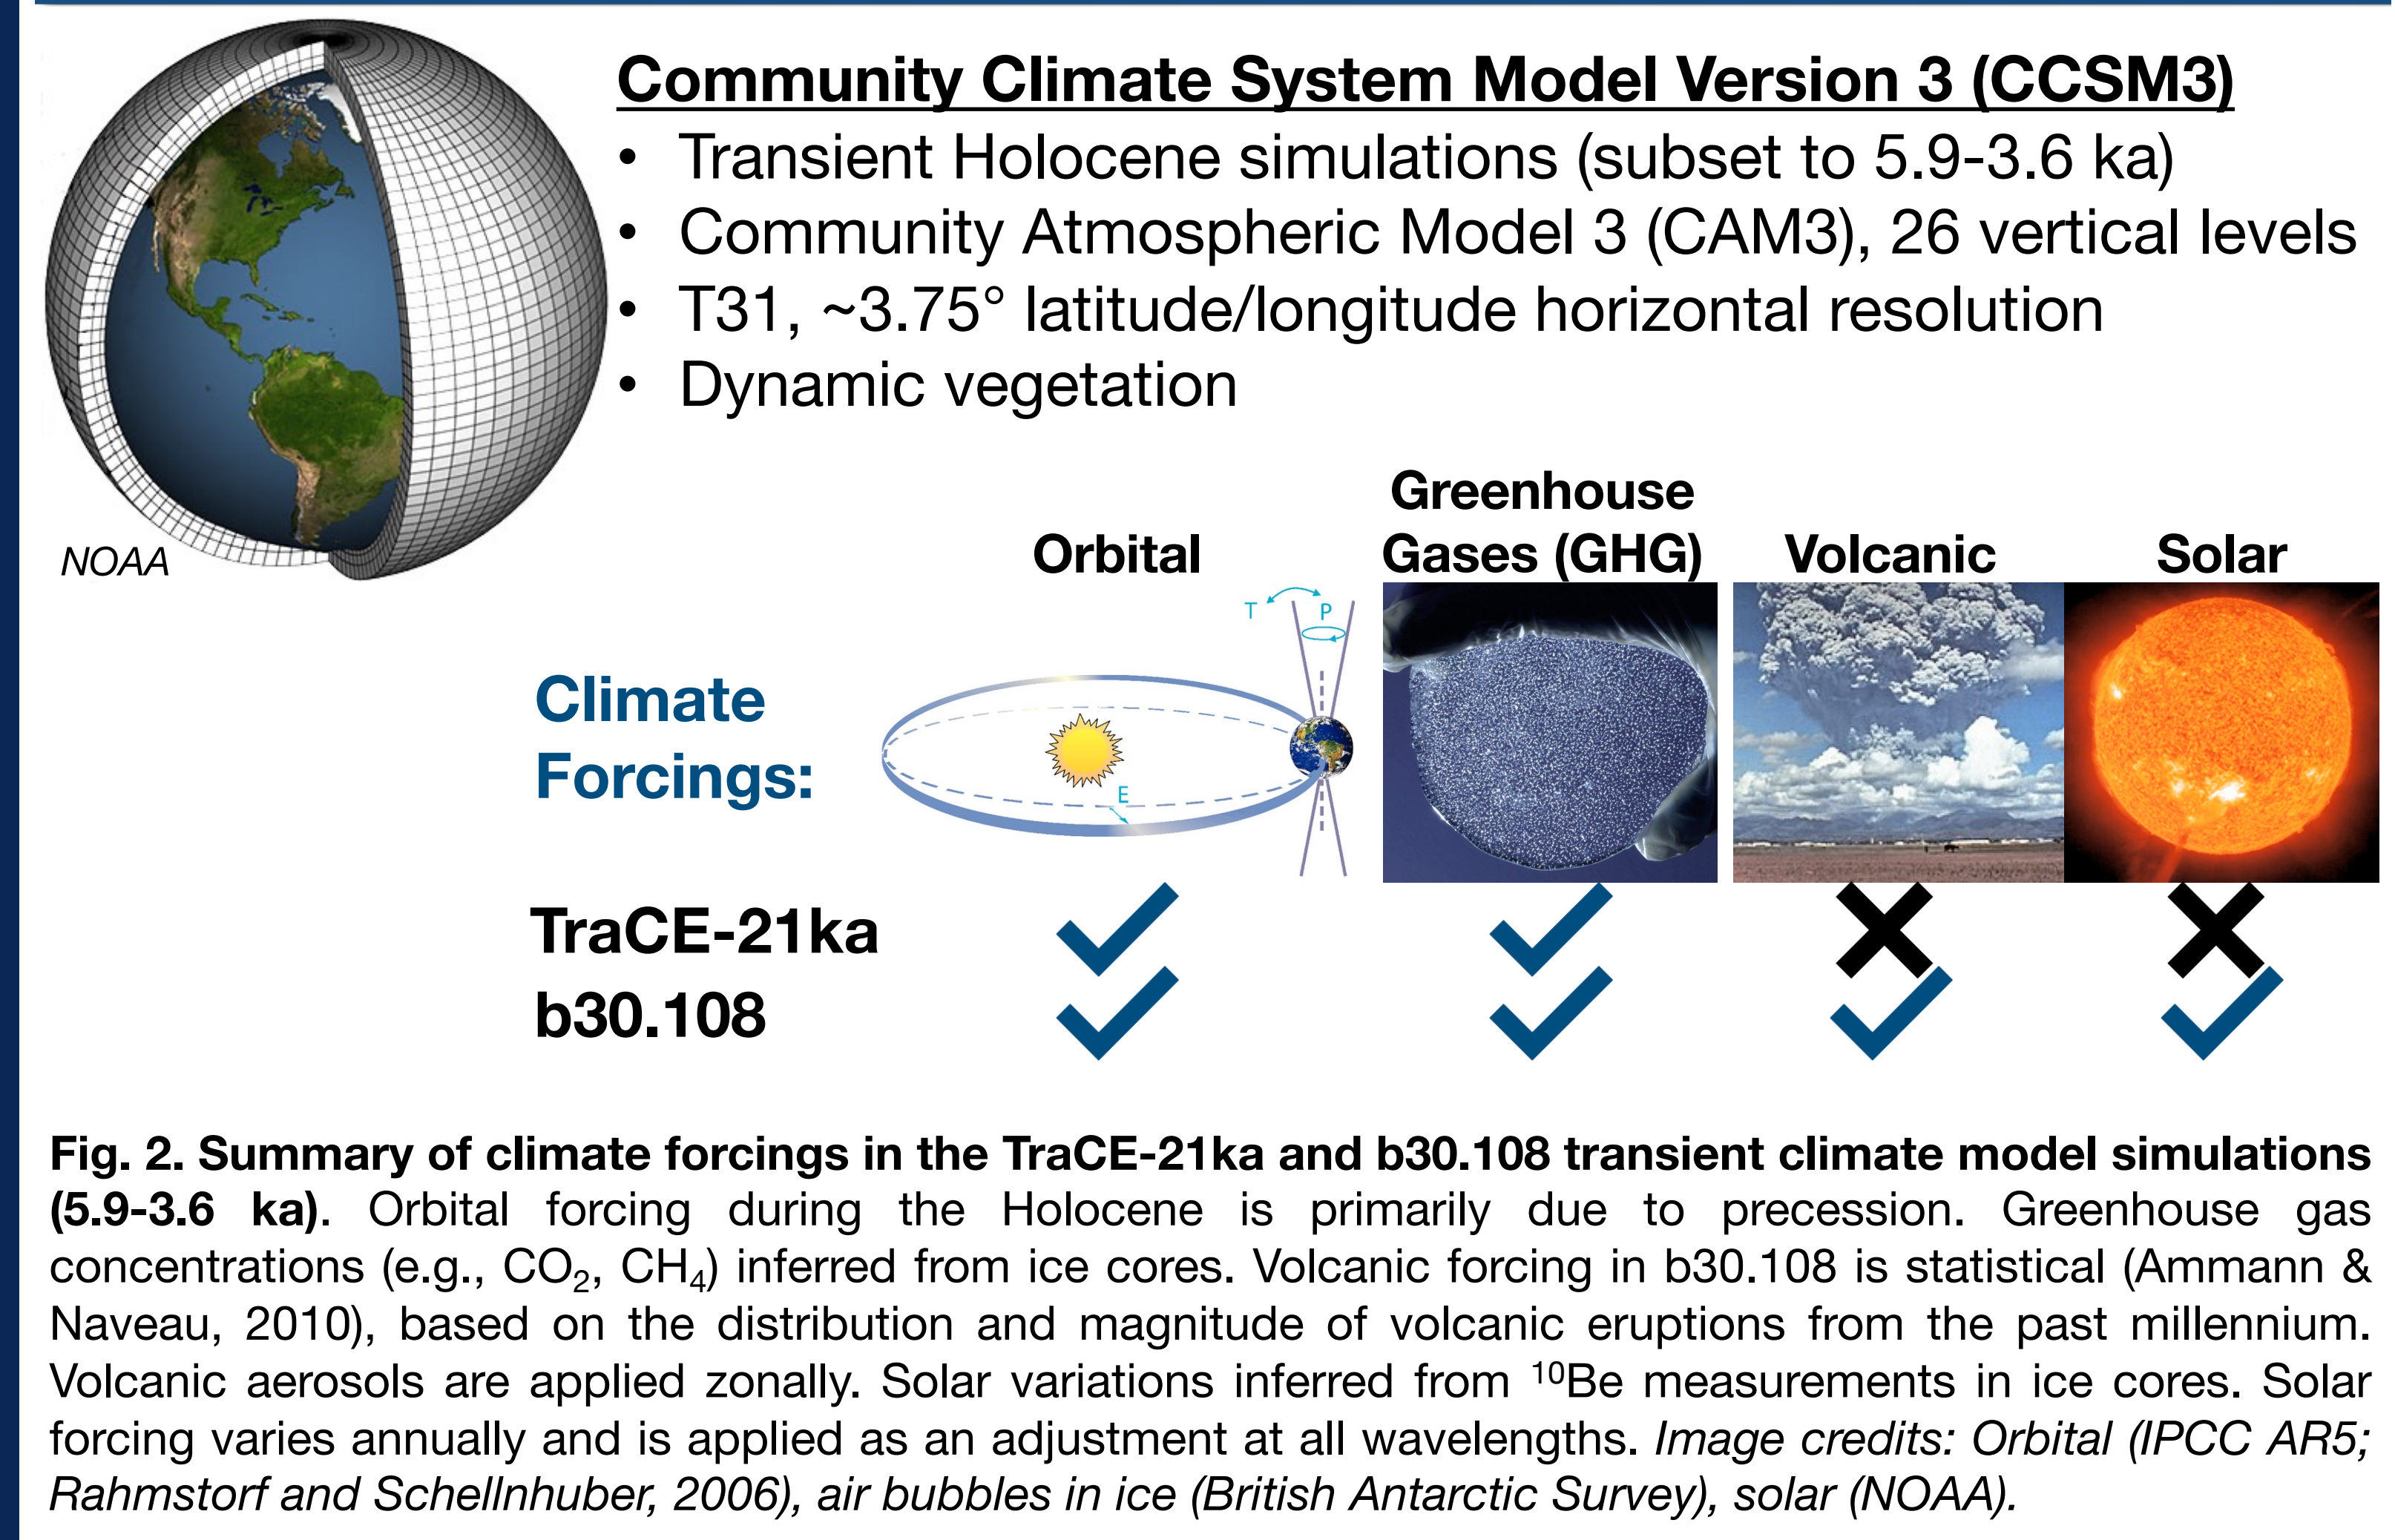 Community Climate System Model Version 3 (CCSM3)
• Transient Holocene simulations (subset to 5.9-3.6 ka)
• Community Atmospheric Model 3 (CAM3), 26 vertical levels
• T31, ~3.75° latitude/longitude horizontal resolution
• Dynamic vegetation
NOAA
Orbital
Greenhouse
Gases (GHG)
Volcanic
Solar
T
P
E
Climate
Forcings:
TraCE-21ka
b30.108
Fig. 2. Summary of climate forcings in the TraCE-21ka and b30.108 transient climate model simulations
(5.9-3.6 ka). Orbital forcing during the Holocene is primarily due to precession. Greenhouse gas
concentrations (e.g., CO₂, CH₄) inferred from ice cores. Volcanic forcing in b30.108 is statistical (Ammann &
Naveau, 2010), based on the distribution and magnitude of volcanic eruptions from the past millennium.
Volcanic aerosols are applied zonally. Solar variations inferred from ¹⁰Be measurements in ice cores. Solar
forcing varies annually and is applied as an adjustment at all wavelengths. Image credits: Orbital (IPCC AR5;
Rahmstorf and Schellnhuber, 2006), air bubbles in ice (British Antarctic Survey), solar (NOAA).